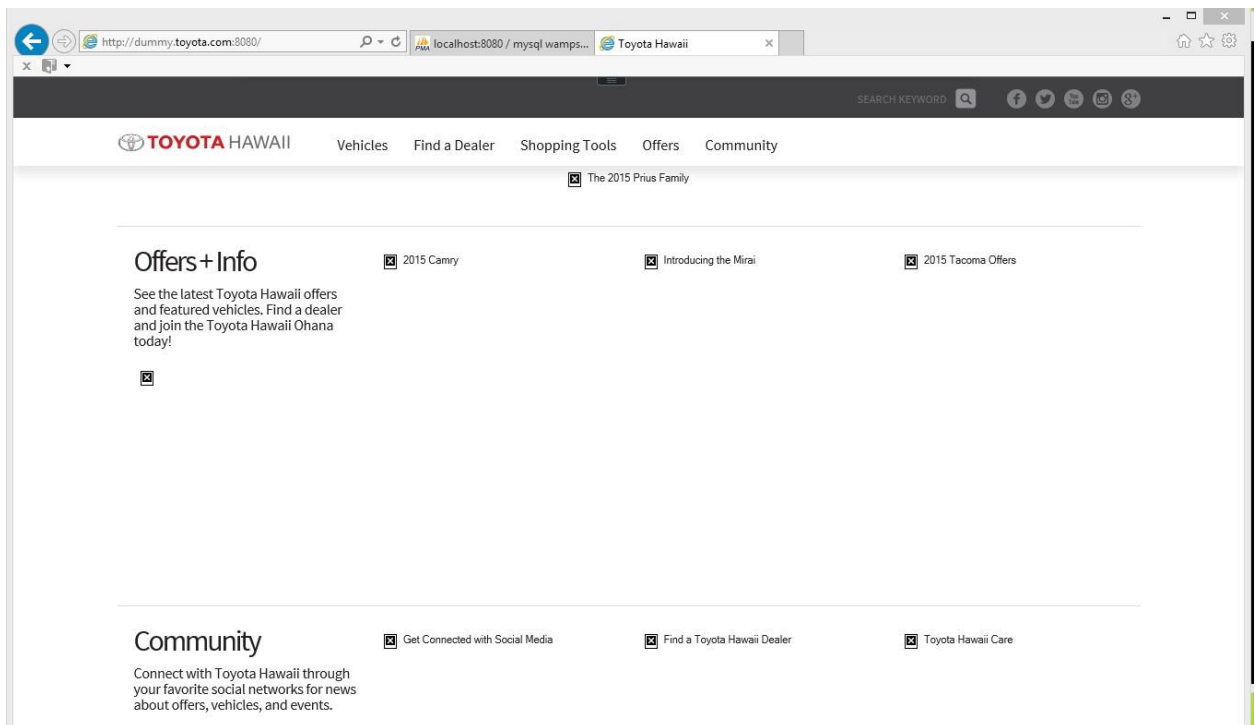 http://dummy.toyota.com:8080/
localhost:8080 / mysql wamps...
Toyota Hawaii
SEARCH KEYWORD
TOYOTA HAWAII
Vehicles
Find a Dealer
Shopping Tools
Offers
Community
The 2015 Prius Family
Offers + Info
See the latest Toyota Hawaii offers
and featured vehicles. Find a dealer
and join the Toyota Hawaii Ohana
today!
2015 Camry
Introducing the Mirai
2015 Tacoma Offers
Community
Connect with Toyota Hawaii through
your favorite social networks for news
about offers, vehicles, and events.
Get Connected with Social Media
Find a Toyota Hawaii Dealer
Toyota Hawaii Care